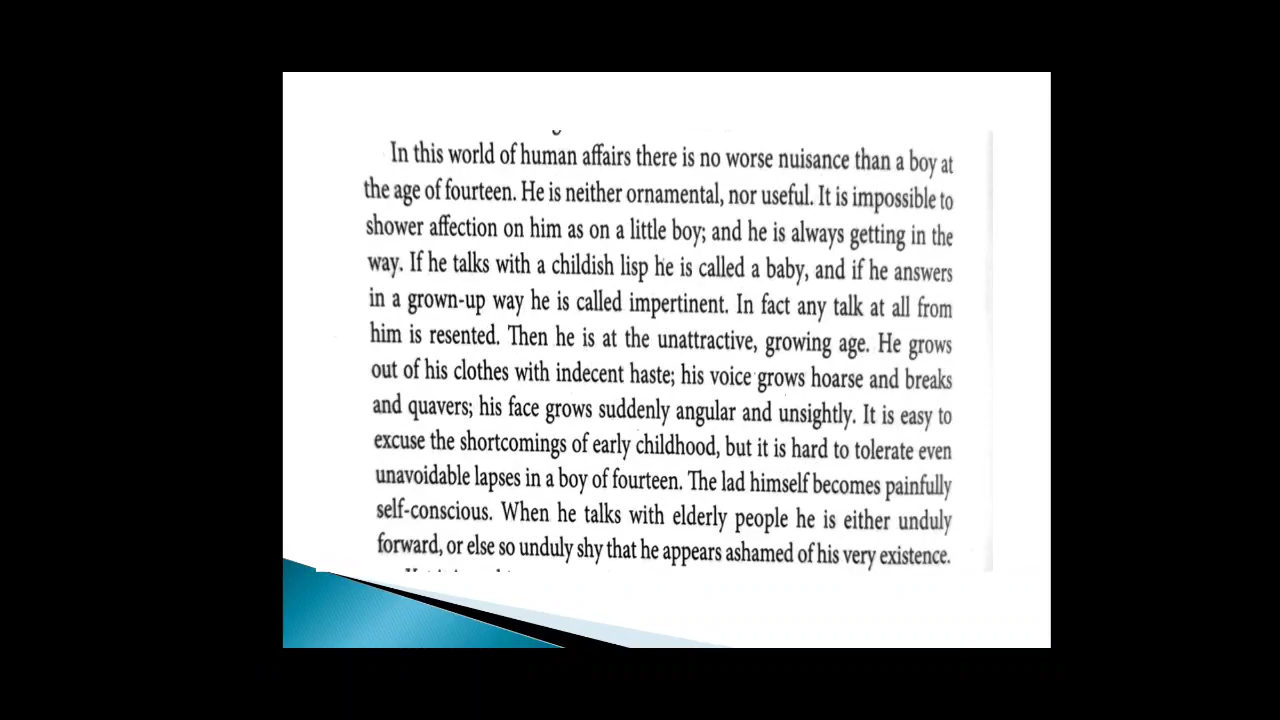 In this world of human affairs there is no worse nuisance than a boy at
the age of fourteen. He is neither ornamental, nor useful. It is impossible to
shower affection on him as on a little boy; and he is always getting in the
way. If he talks with a childish lisp he is called a baby, and if he answers
in a grown-up way he is called impertinent. In fact any talk at all from
him is resented. Then he is at the unattractive, growing age. He grows
out of his clothes with indecent haste; his voice grows hoarse and breaks
and quavers; his face grows suddenly angular and unsightly. It is easy to
excuse the shortcomings of early childhood, but it is hard to tolerate even
unavoidable lapses in a boy of fourteen. The lad himself becomes painfully
self-conscious. When he talks with elderly people he is either unduly
forward, or else so unduly shy that he appears ashamed of his very existence.